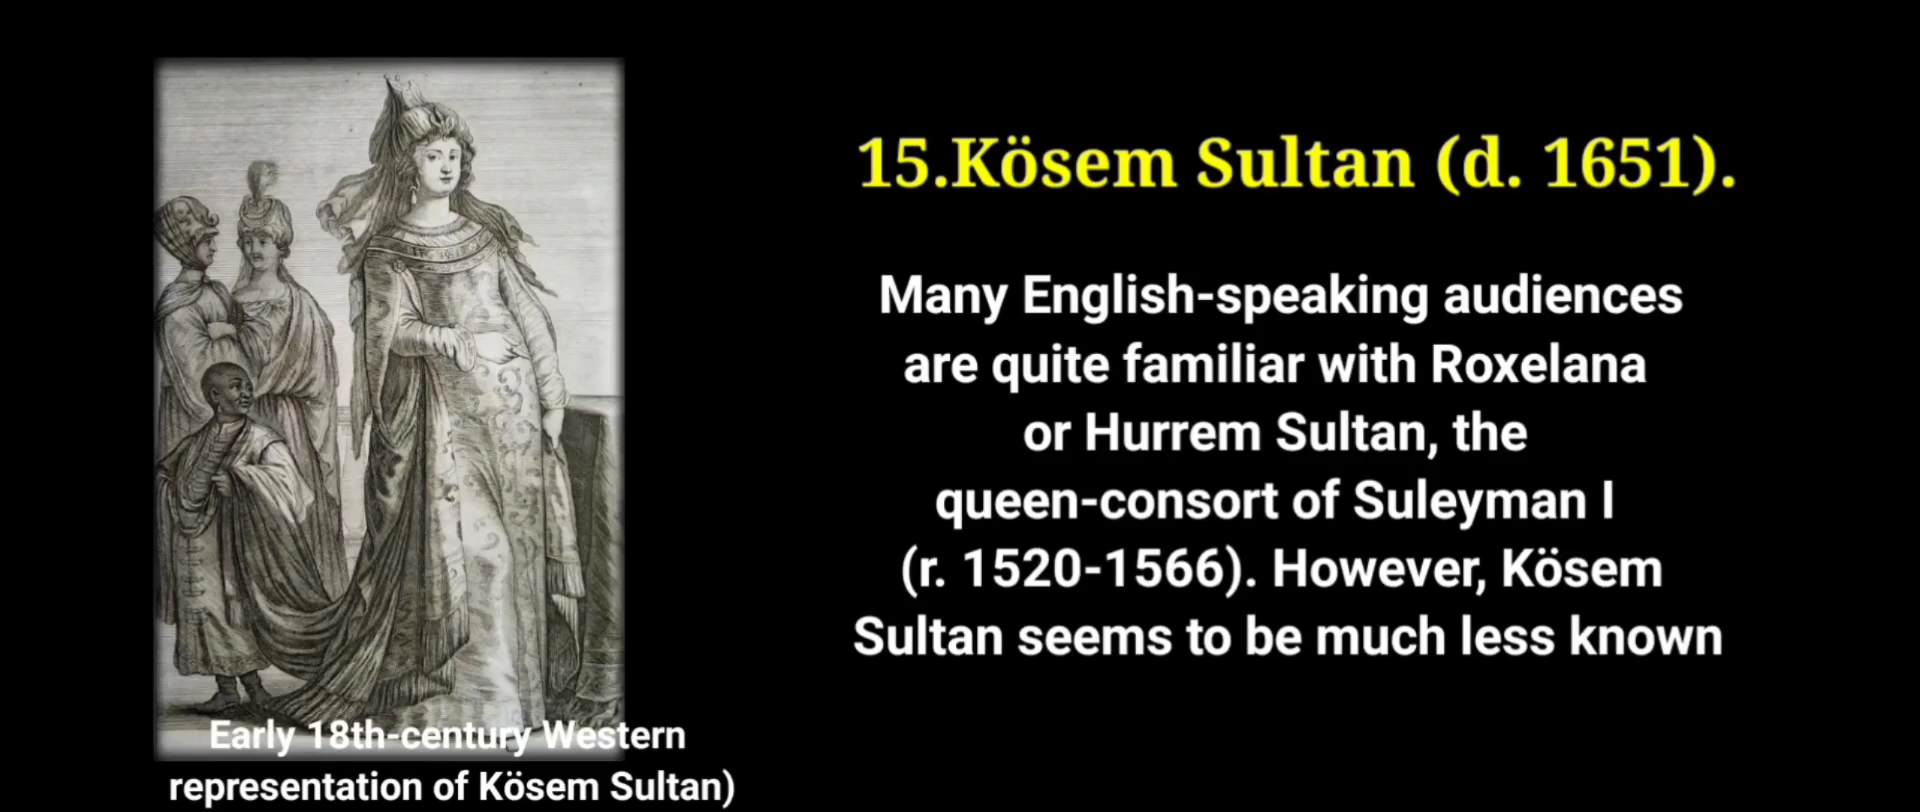 15.Kösem Sultan (d. 1651).
Many English-speaking audiences
are quite familiar with Roxelana
or Hurrem Sultan, the
queen-consort of Suleyman I
(r. 1520-1566). However, Kösem
Sultan seems to be much less known
Early 18th-century Western
representation of Kösem Sultan)